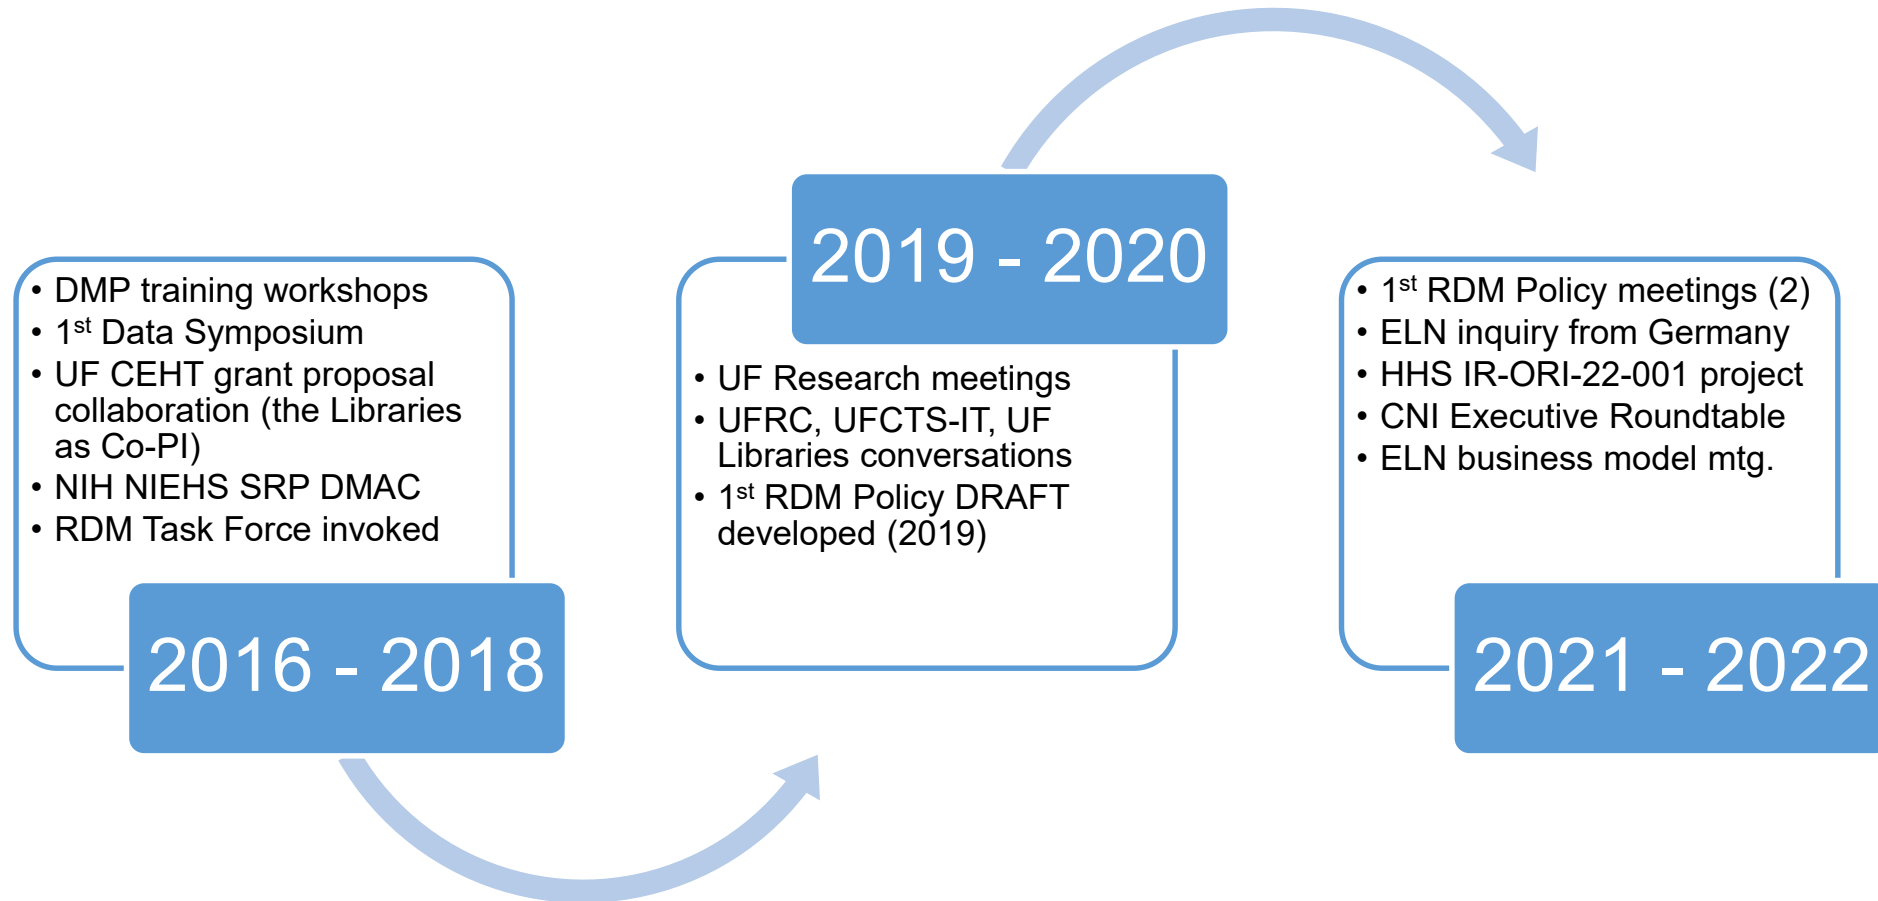 • DMP training workshops
• 1st Data Symposium
• UF CEHT grant proposal
collaboration (the Libraries
as Co-PI)
• NIH NIEHS SRP DMAC
• RDM Task Force invoked
2016 - 2018
2019 - 2020
• UF Research meetings
• UFRC, UFCTS-IT, UF
Libraries conversations
• 1st RDM Policy DRAFT
developed (2019)
• 1st RDM Policy meetings (2)
• ELN inquiry from Germany
• HHS IR-ORI-22-001 project
• CNI Executive Roundtable
• ELN business model mtg.
2021 - 2022